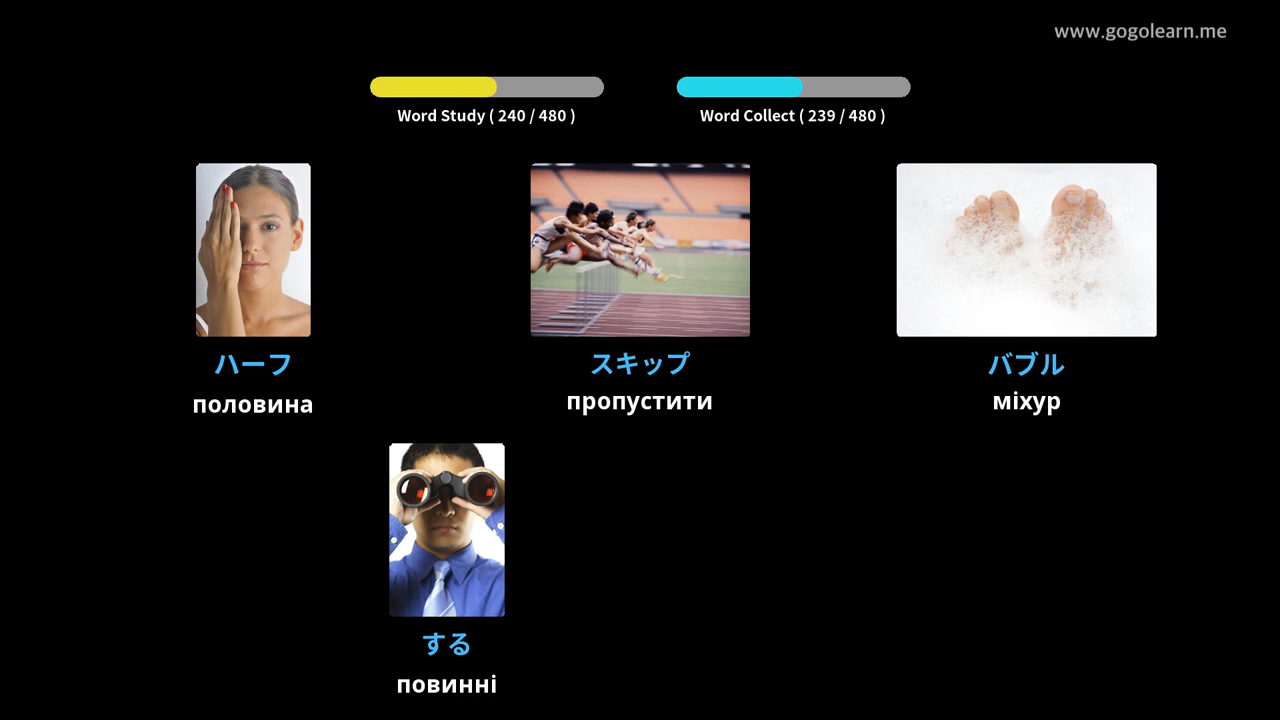 www.gogolearn.me
Word Study ( 240 / 480 )
Word Collect ( 239 / 480 )
ハーフ
половина
スキップ
пропустити
バブル
міхур
する
повинні